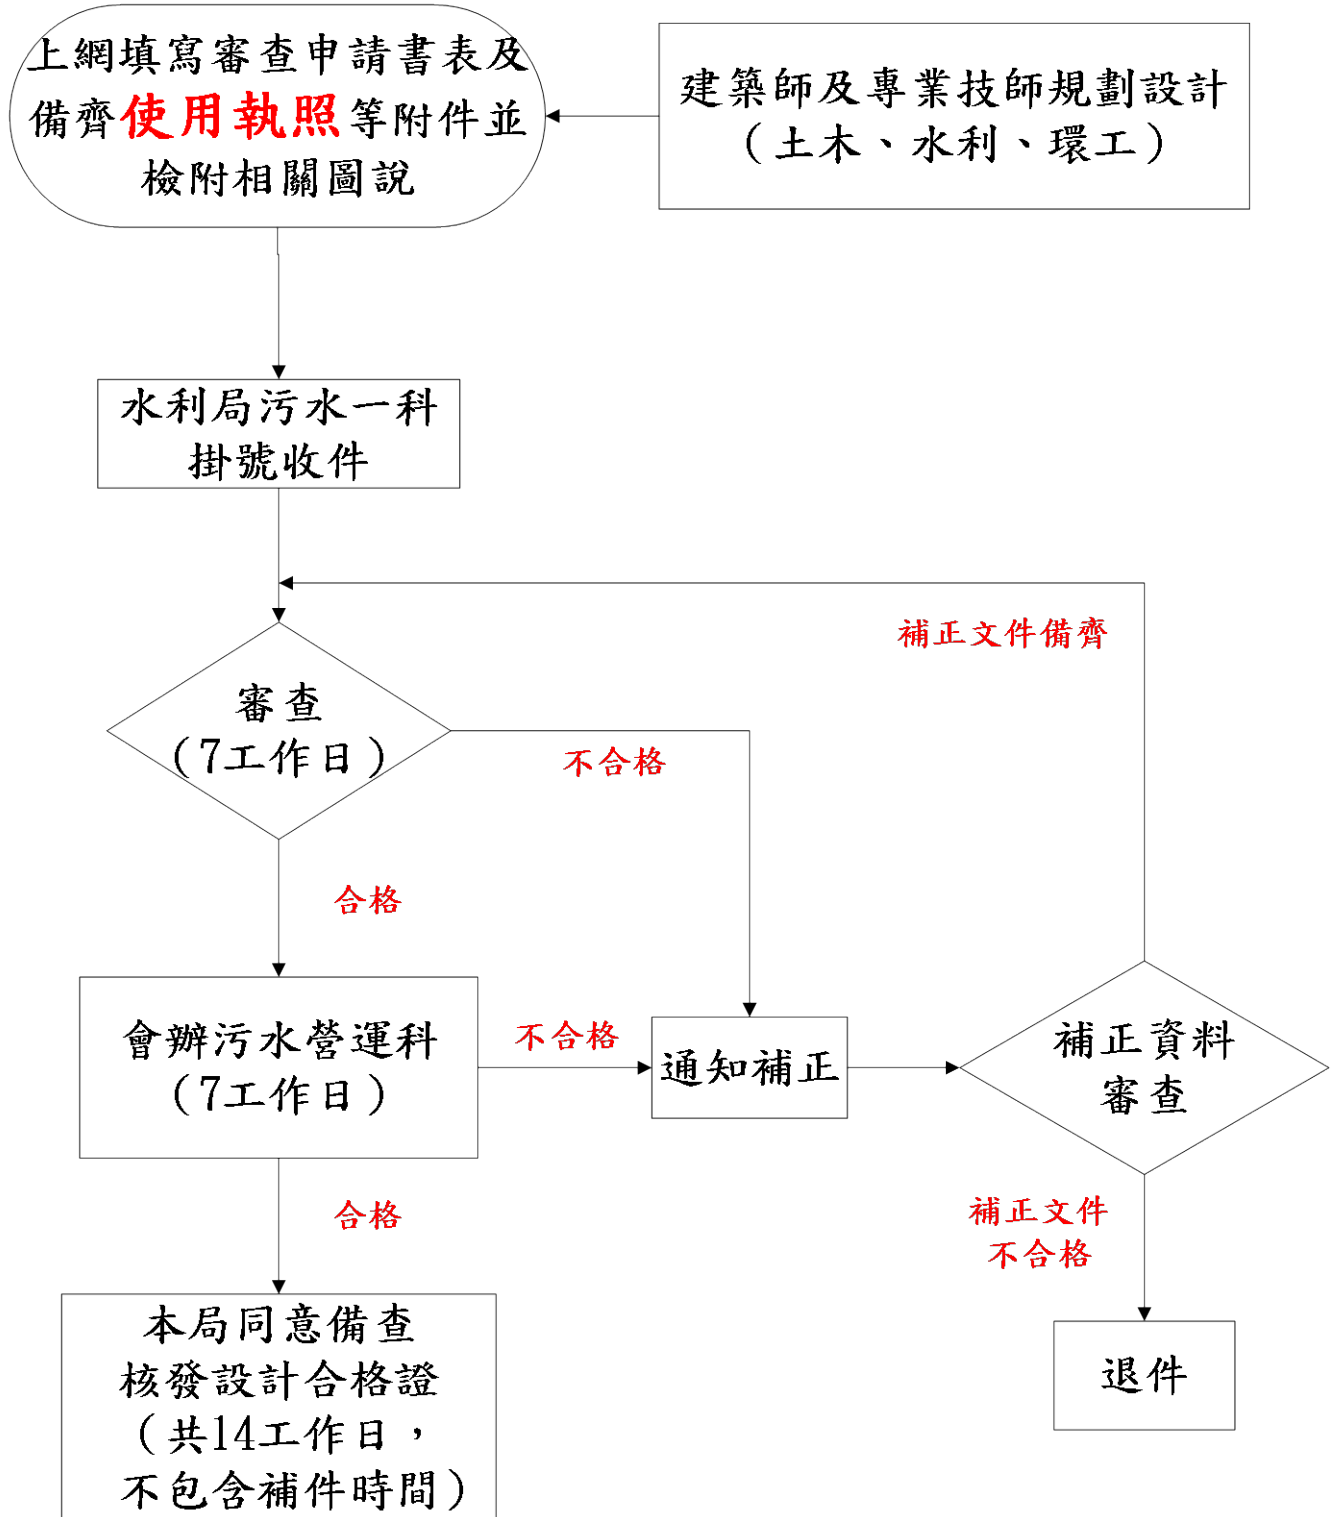 上網填寫審查申請書表及
備齊使用執照等附件並
檢附相關圖說
建築師及專業技師規劃設計
（土木、水利、環工）
水利局污水一科
掛號收件
補正文件備齊
審查
（7工作日）
不合格
合格
會辦污水營運科
（7工作日）
不合格
通知補正
補正資料
審查
合格
補正文件
不合格
本局同意備查
核發設計合格證
（共14工作日，
不包含補件時間）
退件